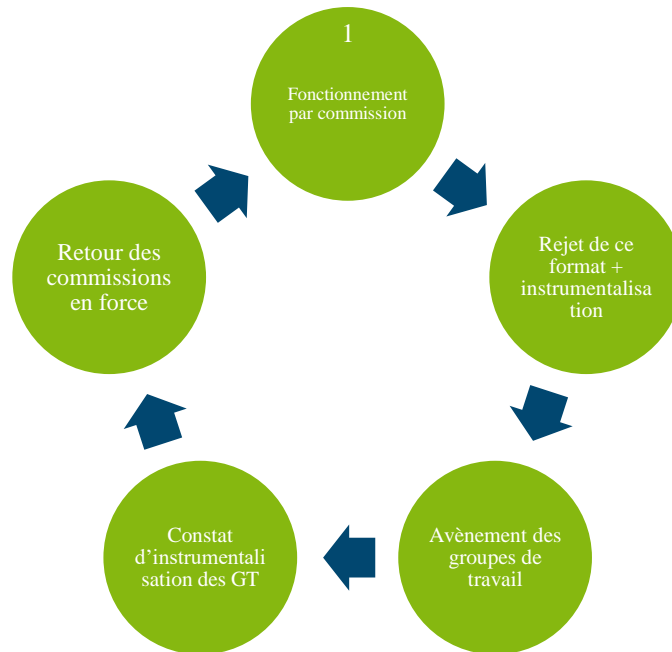 1
Fonctionnement
par commission
Rejet de ce
format +
instrumentalisa
tion
Avènement des
groupes de
travail
Constat
d’instrumentali
sation des GT
Retour des
commissions
en force